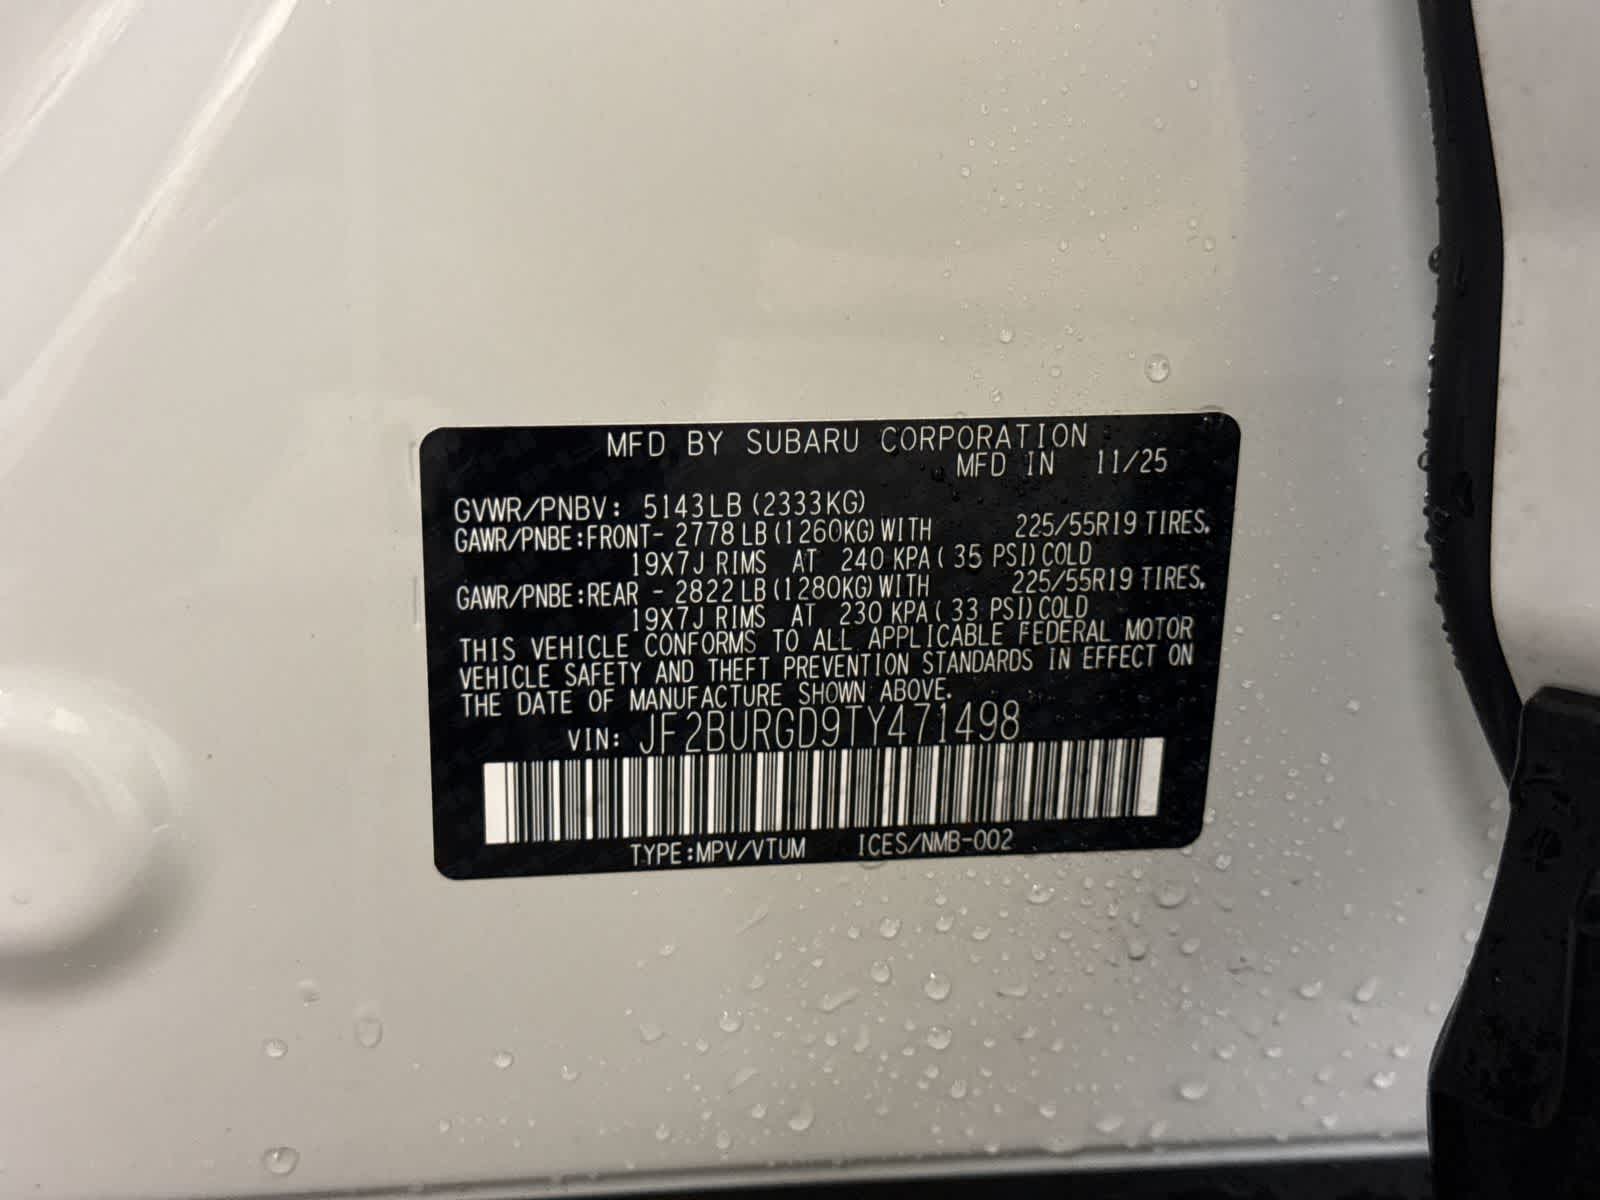 MFD BY SUBARU CORPORATION
MFD IN 11/25
GVWR/PNBV: 5143LB (2333KG)
GAWR/PNBE:FRONT- 2778 LB (1260KG) WITH 225/55R19 TIRES,
19X7J RIMS AT 240 KPA( 35 PSI) COLD
GAWR/PNBE:REAR - 2822 LB (1280KG) WITH 225/55R19 TIRES,
19X7J RIMS AT 230 KPA( 33 PSI) COLD
THIS VEHICLE CONFORMS TO ALL APPLICABLE FEDERAL MOTOR
VEHICLE SAFETY AND THEFT PREVENTION STANDARDS IN EFFECT ON
THE DATE OF MANUFACTURE SHOWN ABOVE.
VIN: JF2BURGD9TY471498
TYPE:MPV/VTUM ICES/NMB-002